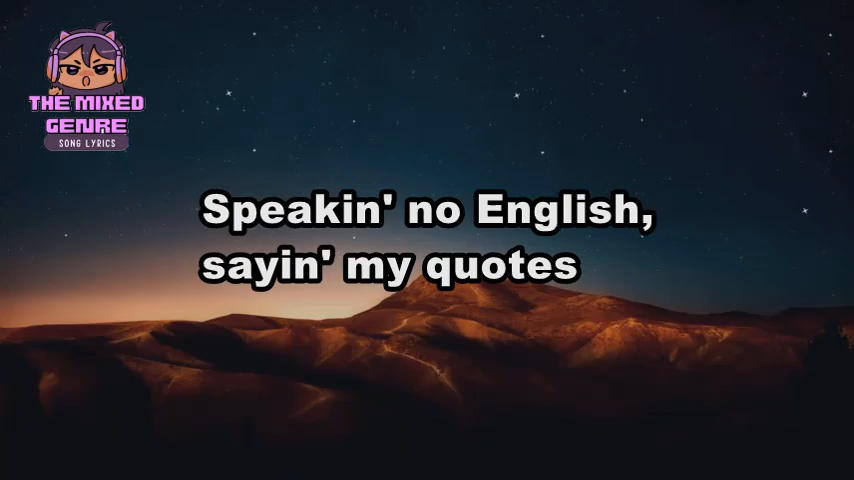 THE MIXED
GENRE
SONG LYRICS
Speakin' no English,
sayin' my quotes